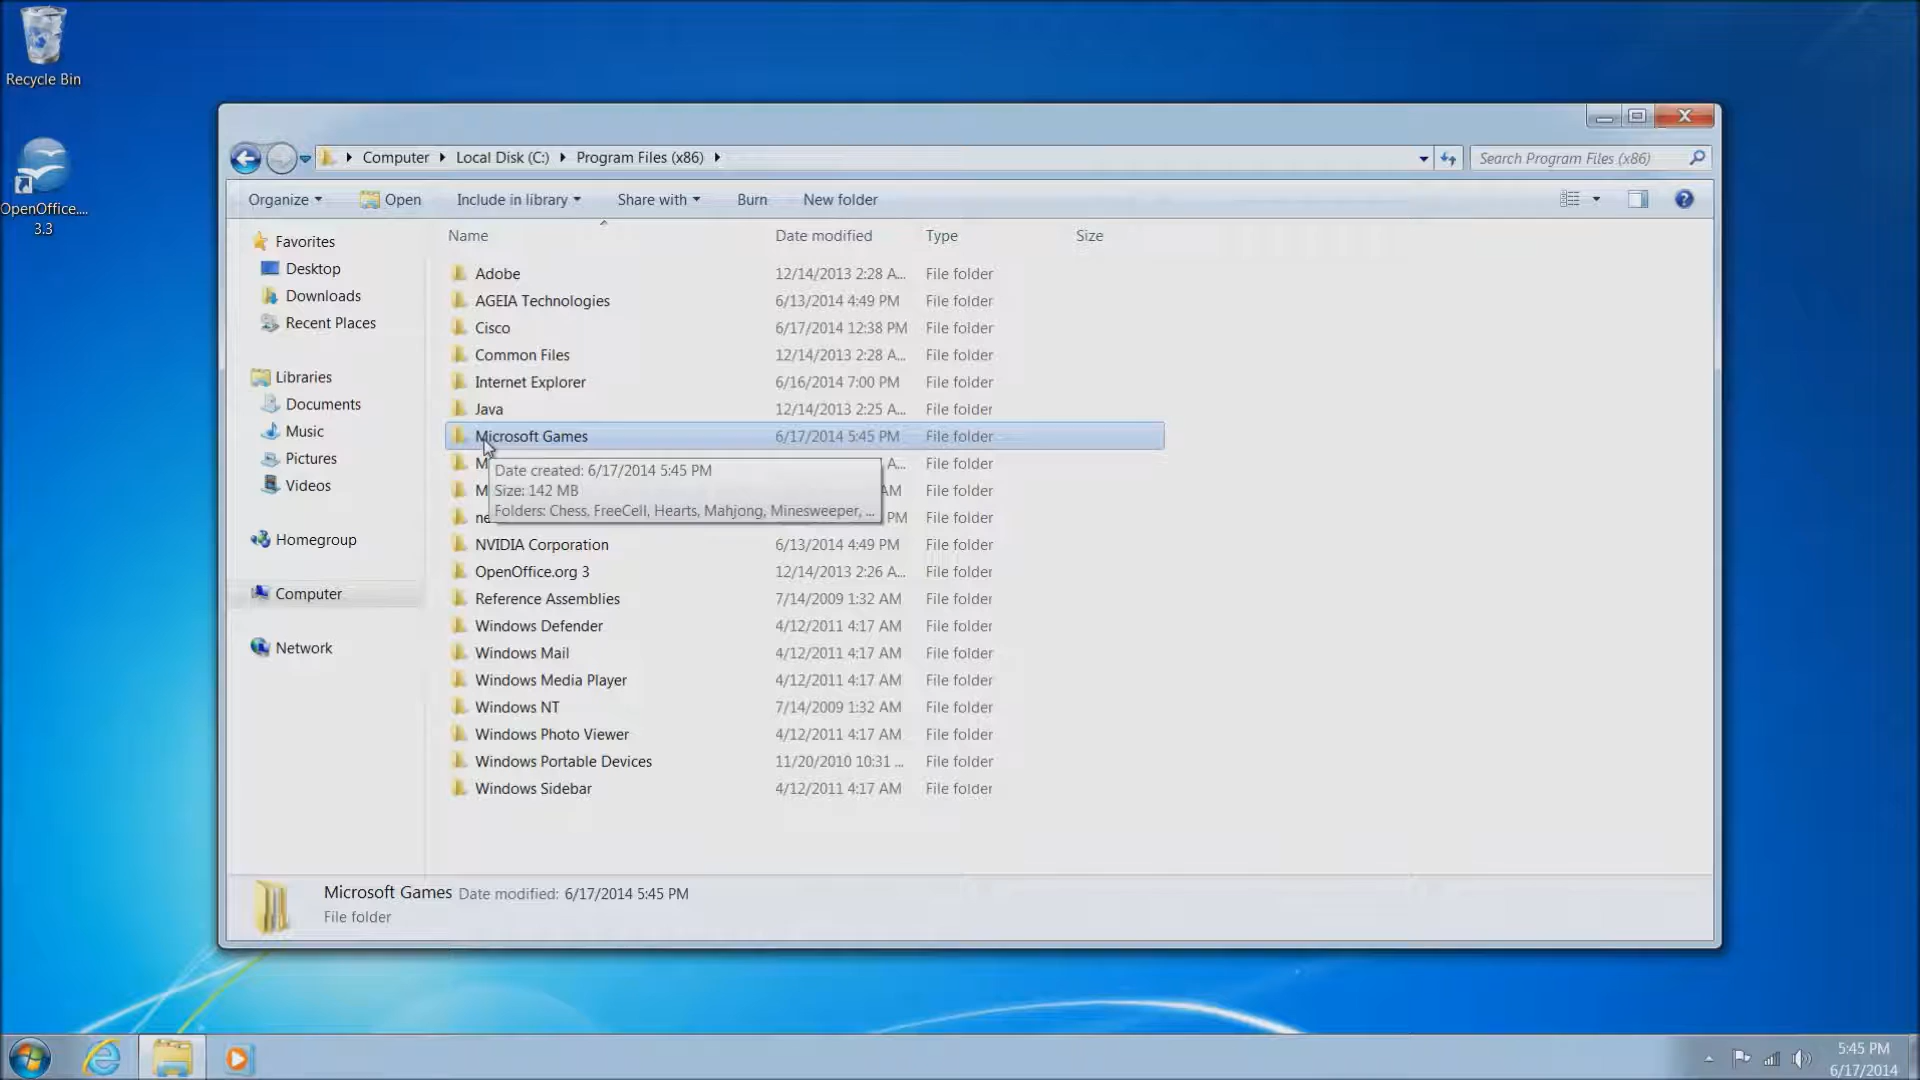 Recycle Bin
OpenOffice....
3.3
Computer
Local Disk (C:)
Program Files (x86)
Search Program Files (x86)
Organize
Open
Include in library
Share with
Burn
New folder
Favorites
Desktop
Downloads
Recent Places
Libraries
Documents
Music
Pictures
Videos
Homegroup
Computer
Network
Name Date modified Type Size
Adobe 12/14/2013 2:28 A... File folder
AGEIA Technologies 6/13/2014 4:49 PM File folder
Cisco 6/17/2014 12:38 PM File folder
Common Files 12/14/2013 2:28 A... File folder
Internet Explorer 6/16/2014 7:00 PM File folder
Java 12/14/2013 2:25 A... File folder
Microsoft Games 6/17/2014 5:45 PM File folder
M A... File folder
M AM File folder
ne PM File folder
Date created: 6/17/2014 5:45 PM
Size: 142 MB
Folders: Chess, FreeCell, Hearts, Mahjong, Minesweeper, ...
NVIDIA Corporation 6/13/2014 4:49 PM File folder
OpenOffice.org 3 12/14/2013 2:26 A... File folder
Reference Assemblies 7/14/2009 1:32 AM File folder
Windows Defender 4/12/2011 4:17 AM File folder
Windows Mail 4/12/2011 4:17 AM File folder
Windows Media Player 4/12/2011 4:17 AM File folder
Windows NT 7/14/2009 1:32 AM File folder
Windows Photo Viewer 4/12/2011 4:17 AM File folder
Windows Portable Devices 11/20/2010 10:31 ... File folder
Windows Sidebar 4/12/2011 4:17 AM File folder
Microsoft Games Date modified: 6/17/2014 5:45 PM
File folder
5:45 PM
6/17/2014